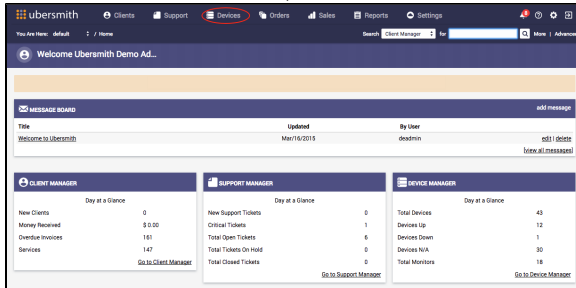 ubersmith Clients Support Devices Orders Sales Reports Settings
You Are Here: default / Home Search Client Manager for More | Advanced
Welcome Ubersmith Demo Ad...
MESSAGE BOARD add message
Title Updated By User
Welcome to Ubersmith Mar/16/2015 deadmin edit | delete
[view all messages]
CLIENT MANAGER
Day at a Glance
New Clients 0
Money Received $ 0.00
Overdue Invoices 161
Services 147
Go to Client Manager
SUPPORT MANAGER
Day at a Glance
New Support Tickets 0
Critical Tickets 1
Total Open Tickets 6
Total Tickets On Hold 0
Total Closed Tickets 0
Go to Support Manager
DEVICE MANAGER
Day at a Glance
Total Devices 43
Devices Up 12
Devices Down 1
Devices N/A 30
Total Monitors 18
Go to Device Manager